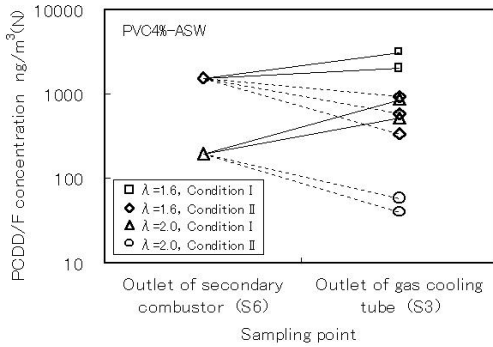 PCDD/F concentration ng/m³(N)
10000
1000
100
10
PVC4%-ASW
λ=1.6, Condition Ⅰ
λ=1.6, Condition Ⅱ
λ=2.0, Condition Ⅰ
λ=2.0, Condition Ⅱ
Outlet of secondary
combustor (S6)
Outlet of gas cooling
tube (S3)
Sampling point